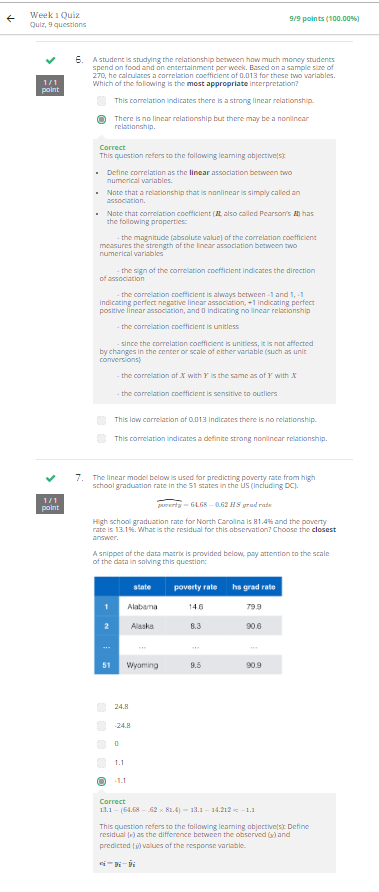 Week 1 Quiz
Quiz, 9 questions
9/9 points (100.00%)
1 / 1
point
6.
A student is studying the relationship between how much money students
spend on food and on entertainment per week. Based on a sample size of
270, he calculates a correlation coefficient of 0.013 for these two variables.
Which of the following is the most appropriate interpretation?
This correlation indicates there is a strong linear relationship.
There is no linear relationship but there may be a nonlinear
relationship.
Correct
This question refers to the following learning objective(s):
• Define correlation as the linear association between two
numerical variables.
• Note that a relationship that is nonlinear is simply called an
association.
• Note that correlation coefficient (R, also called Pearson's R) has
the following properties:
- the magnitude (absolute value) of the correlation coefficient
measures the strength of the linear association between two
numerical variables
- the sign of the correlation coefficient indicates the direction
of association
- the correlation coefficient is always between -1 and 1, -1
indicating perfect negative linear association, +1 indicating perfect
positive linear association, and 0 indicating no linear relationship
- the correlation coefficient is unitless
- since the correlation coefficient is unitless, it is not affected
by changes in the center or scale of either variable (such as unit
conversions)
- the correlation of X with Y is the same as of Y with X
- the correlation coefficient is sensitive to outliers
This low correlation of 0.013 indicates there is no relationship.
This correlation indicates a definite strong nonlinear relationship.
1 / 1
point
7.
The linear model below is used for predicting poverty rate from high
school graduation rate in the 51 states in the US (including DC).
poverty = 64.68 − 0.62 HS grad rate
High school graduation rate for North Carolina is 81.4% and the poverty
rate is 13.1%. What is the residual for this observation? Choose the closest
answer.
A snippet of the data matrix is provided below, pay attention to the scale
of the data in solving this question:
state poverty rate hs grad rate
1 Alabama 14.6 79.9
2 Alaska 8.3 90.6
... ... ... ...
51 Wyoming 9.5 90.9
24.8
-24.8
0
1.1
-1.1
Correct
13.1 − (64.68 − .62 × 81.4) = 13.1 − 14.212 ≈ −1.1
This question refers to the following learning objective(s): Define
residual (e) as the difference between the observed (y) and
predicted (ŷ) values of the response variable.
eᵢ = yᵢ − ŷᵢ